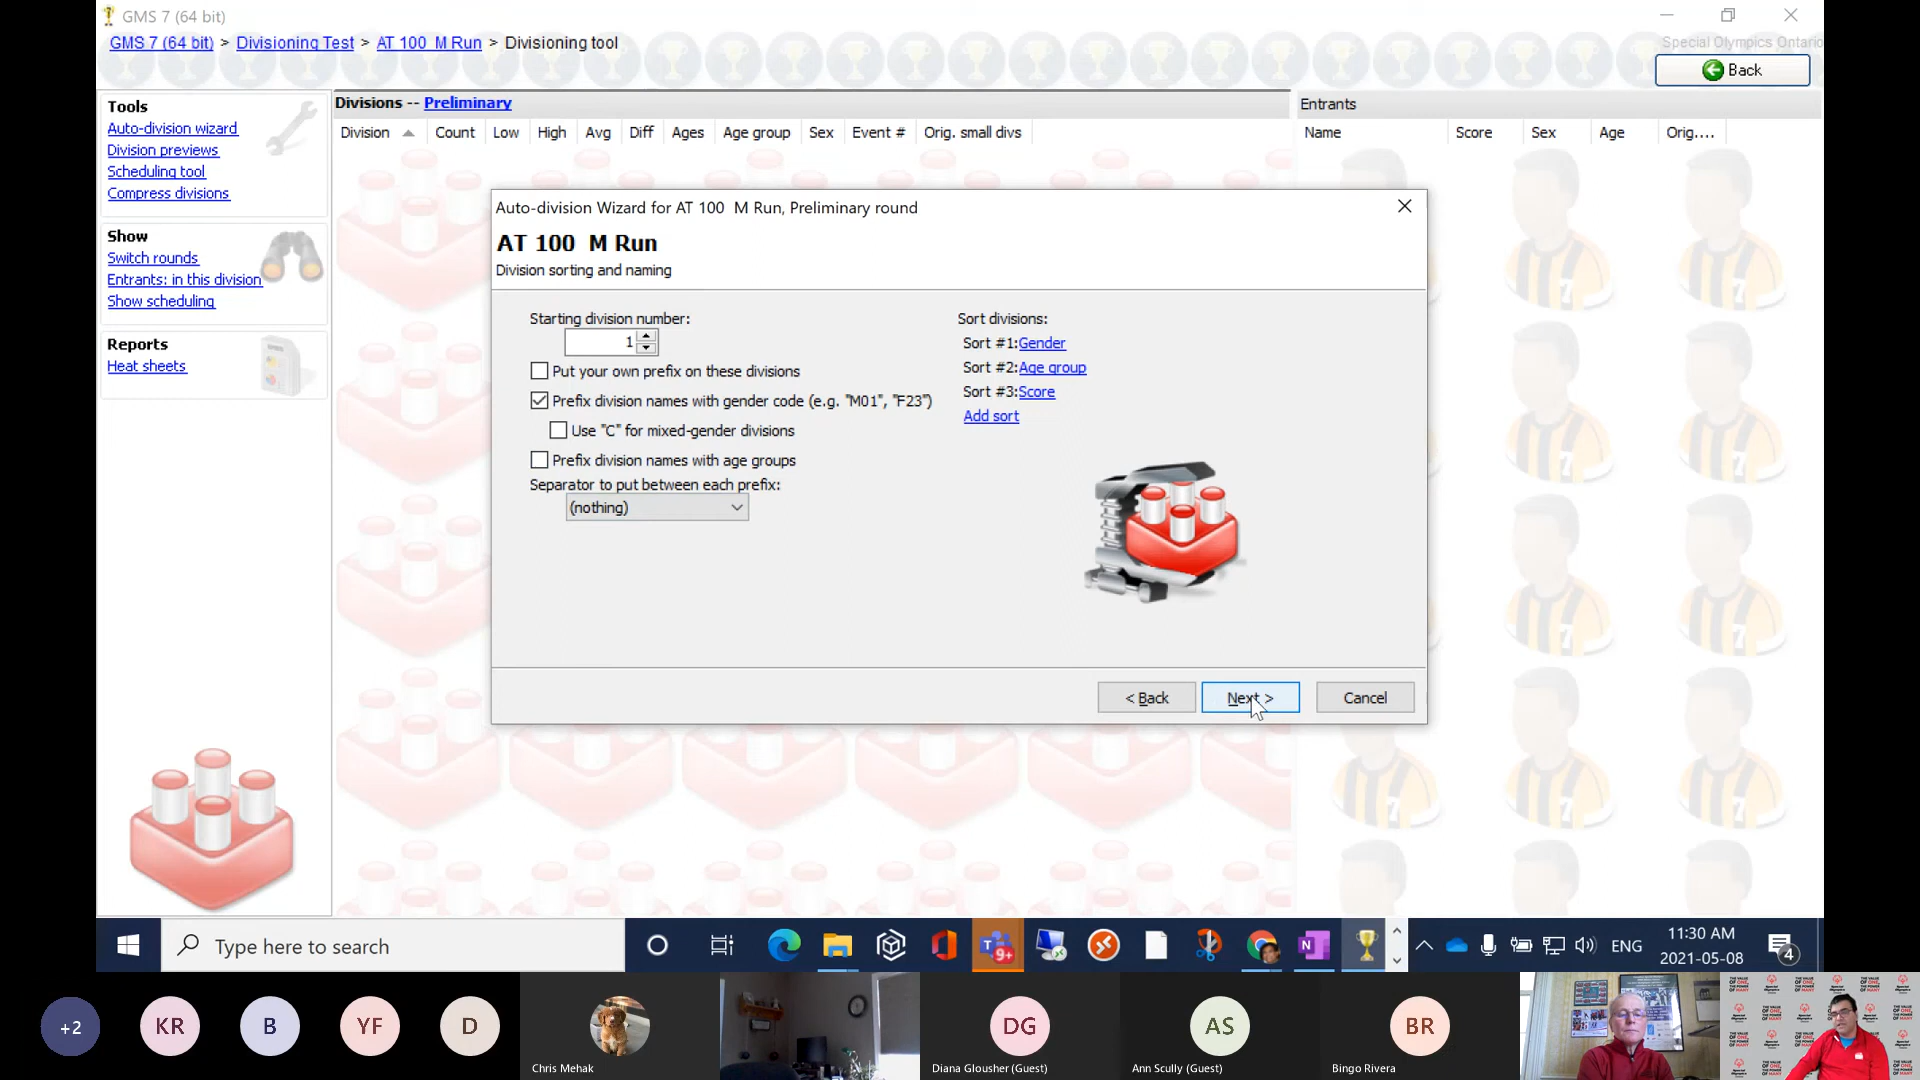 GMS 7 (64 bit)
GMS 7 (64 bit) > Divisioning Test > AT 100 M Run > Divisioning tool
Special Olympics Ontario
Back
Tools
Auto-division wizard
Division previews
Scheduling tool
Compress divisions
Show
Switch rounds
Entrants: in this division
Show scheduling
Reports
Heat sheets
Divisions -- Preliminary
Division Count Low High Avg Diff Ages Age group Sex Event # Orig. small divs
Entrants
Name Score Sex Age Orig....
Auto-division Wizard for AT 100 M Run, Preliminary round
AT 100 M Run
Division sorting and naming
Starting division number:
1
Put your own prefix on these divisions
Prefix division names with gender code (e.g. "M01", "F23")
Use "C" for mixed-gender divisions
Prefix division names with age groups
Separator to put between each prefix:
(nothing)
Sort divisions:
Sort #1:Gender
Sort #2:Age group
Sort #3:Score
Add sort
< Back
Next >
Cancel
Type here to search
9+
ENG
11:30 AM
2021-05-08
4
+2
KR
B
YF
D
Chris Mehak
DG
Diana Glousher (Guest)
AS
Ann Scully (Guest)
BR
Bingo Rivera